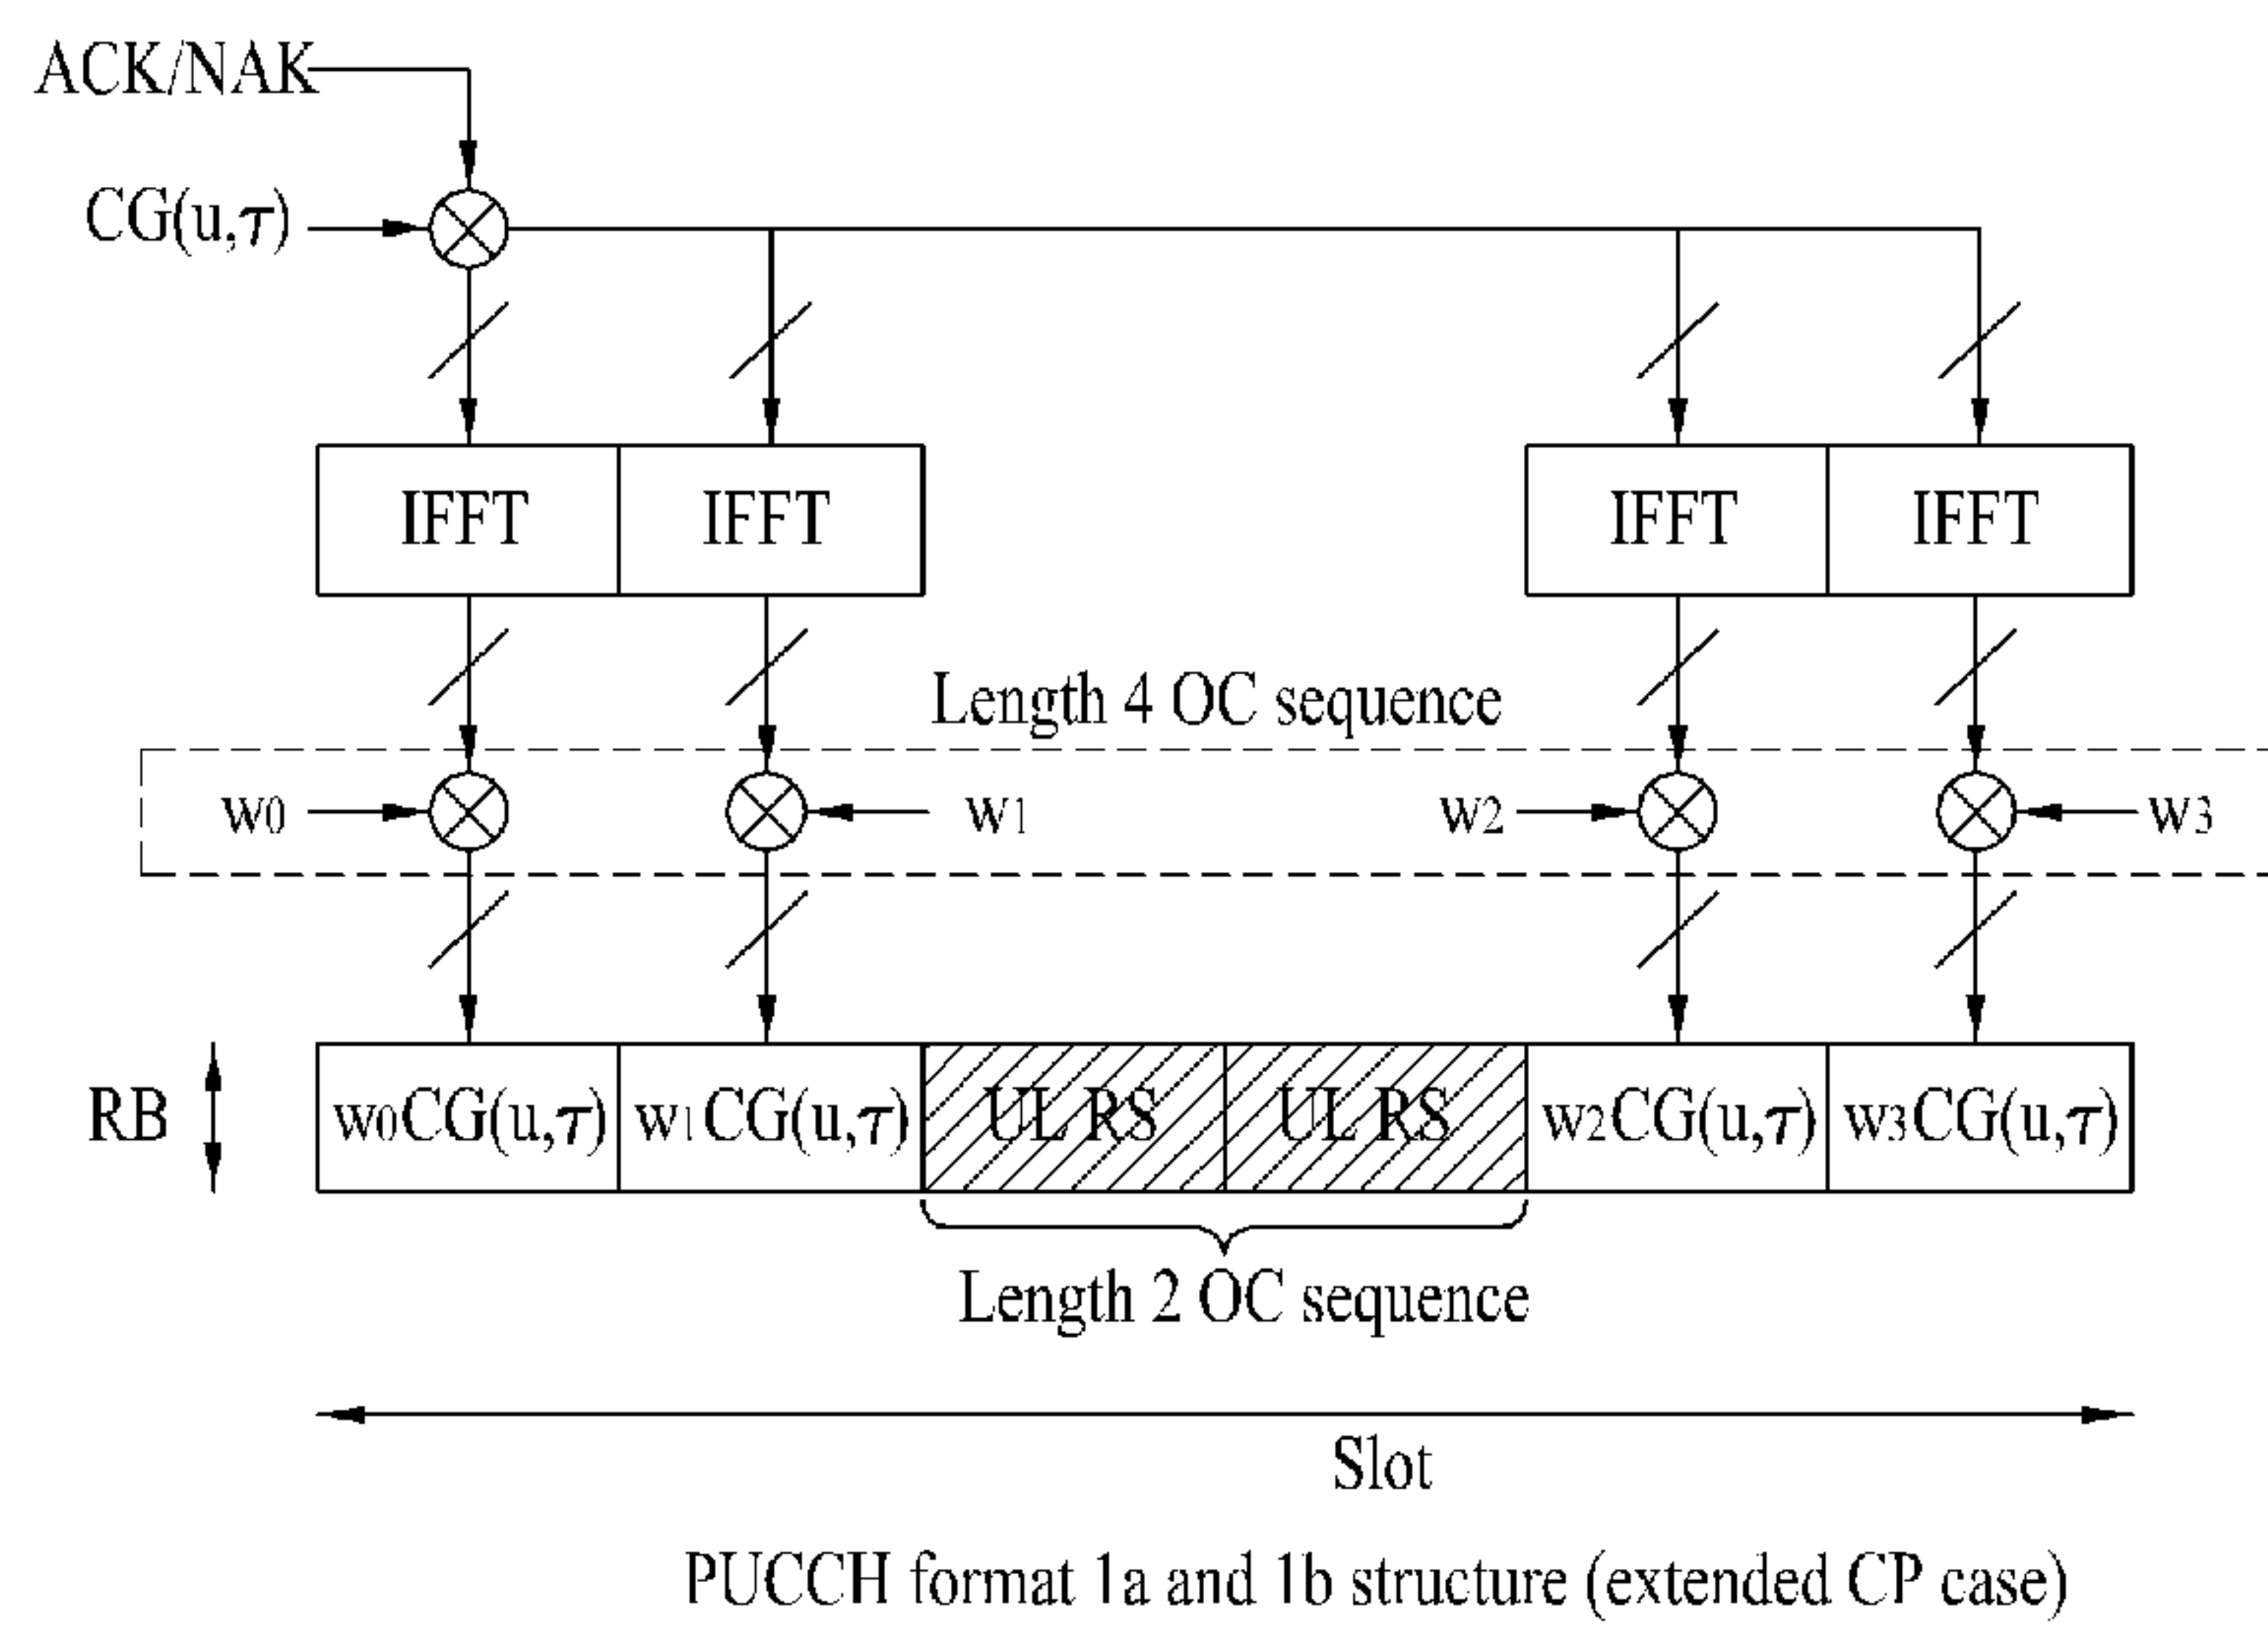 ACK/NAK
CG(u,τ)
IFFT IFFT IFFT IFFT
Length 4 OC sequence
w0 w1 w2 w3
RB w0CG(u,τ) w1CG(u,τ) UL RS UL RS w2CG(u,τ) w3CG(u,τ)
Length 2 OC sequence
Slot
PUCCH format 1a and 1b structure (extended CP case)